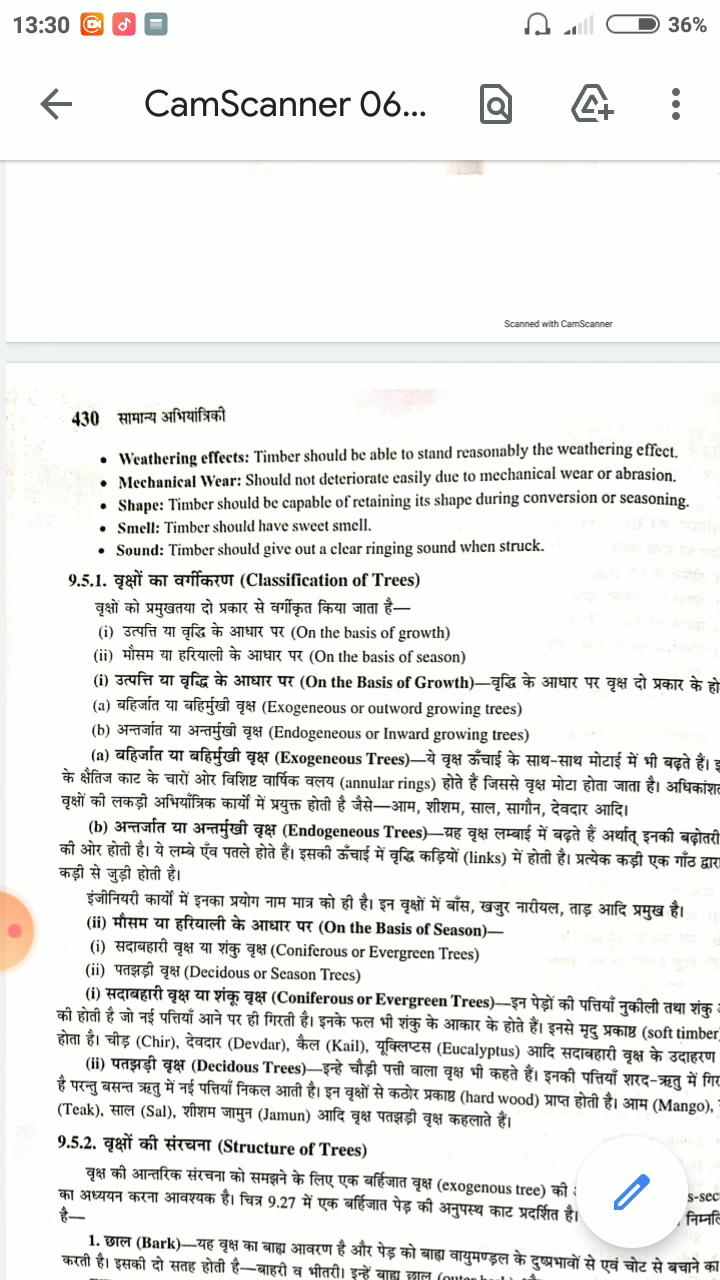 13:30
36%
CamScanner 06...
Scanned with CamScanner
430 सामान्य अभियांत्रिकी
• Weathering effects: Timber should be able to stand reasonably the weathering effect.
• Mechanical Wear: Should not deteriorate easily due to mechanical wear or abrasion.
• Shape: Timber should be capable of retaining its shape during conversion or seasoning.
• Smell: Timber should have sweet smell.
• Sound: Timber should give out a clear ringing sound when struck.
9.5.1. वृक्षों का वर्गीकरण (Classification of Trees)
वृक्षों को प्रमुखतया दो प्रकार से वर्गीकृत किया जाता है—
(i) उत्पत्ति या वृद्धि के आधार पर (On the basis of growth)
(ii) मौसम या हरियाली के आधार पर (On the basis of season)
(i) उत्पत्ति या वृद्धि के आधार पर (On the Basis of Growth)—वृद्धि के आधार पर वृक्ष दो प्रकार के हो
(a) बहिर्जात या बहिर्मुखी वृक्ष (Exogeneous or outword growing trees)
(b) अन्तर्जात या अन्तर्मुखी वृक्ष (Endogeneous or Inward growing trees)
(a) बहिर्जात या बहिर्मुखी वृक्ष (Exogeneous Trees)—ये वृक्ष ऊँचाई के साथ-साथ मोटाई में भी बढ़ते हैं।
के क्षैतिज काट के चारों ओर विशिष्ट वार्षिक वलय (annular rings) होते हैं जिससे वृक्ष मोटा होता जाता है। अधिकांशत
वृक्षों की लकड़ी अभियाँत्रिक कार्यो में प्रयुक्त होती है जैसे—आम, शीशम, साल, सागौन, देवदार आदि।
(b) अन्तर्जात या अन्तर्मुखी वृक्ष (Endogeneous Trees)—यह वृक्ष लम्बाई में बढ़ते हैं अर्थात् इनकी बढ़ोतरी
की ओर होती है। ये लम्बे एँव पतले होते हैं। इसकी ऊँचाई में वृद्धि कड़ियों (links) में होती है। प्रत्येक कड़ी एक गाँठ द्वारा
कड़ी से जुड़ी होती है।
इंजीनियरी कार्यो में इनका प्रयोग नाम मात्र को ही है। इन वृक्षों में बाँस, खजुर नारीयल, ताड़ आदि प्रमुख है।
(ii) मौसम या हरियाली के आधार पर (On the Basis of Season)—
(i) सदाबहारी वृक्ष या शंकु वृक्ष (Coniferous or Evergreen Trees)
(ii) पतझड़ी वृक्ष (Decidous or Season Trees)
(i) सदाबहारी वृक्ष या शंकू वृक्ष (Coniferous or Evergreen Trees)—इन पेड़ों की पत्तियाँ नुकीली तथा शंकु
की होती है जो नई पत्तियाँ आने पर ही गिरती है। इनके फल भी शंकु के आकार के होते हैं। इनसे मृदु प्रकाष्ठ (soft timber)
होता है। चीड़ (Chir), देवदार (Devdar), कैल (Kail), यूक्लिप्टस (Eucalyptus) आदि सदाबहारी वृक्ष के उदाहरण
(ii) पतझड़ी वृक्ष (Decidous Trees)—इन्हे चौड़ी पत्ती वाला वृक्ष भी कहते हैं। इनकी पत्तियाँ शरद-ऋतु में गिर
है परन्तु बसन्त ऋतु में नई पत्तियाँ निकल आती है। इन वृक्षों से कठोर प्रकाष्ठ (hard wood) प्राप्त होती है। आम (Mango),
(Teak), साल (Sal), शीशम जामुन (Jamun) आदि वृक्ष पतझड़ी वृक्ष कहलाते हैं।
9.5.2. वृक्षों की संरचना (Structure of Trees)
वृक्ष की आन्तरिक संरचना को समझने के लिए एक बर्हिजात वृक्ष (exogenous tree) की s-sec
का अध्ययन करना आवश्यक है। चित्र 9.27 में एक बर्हिजात पेड़ की अनुपस्थ काट प्रदर्शित है। निम्नलि
है—
1. छाल (Bark)—यह वृक्ष का बाह्य आवरण है और पेड़ को बाह्य वायुमण्डल के दुष्प्रभावों से एवं चोट से बचाने का
करती है। इसकी दो सतह होती है—बाहरी व भीतरी। इन्हें बाह्य छाल